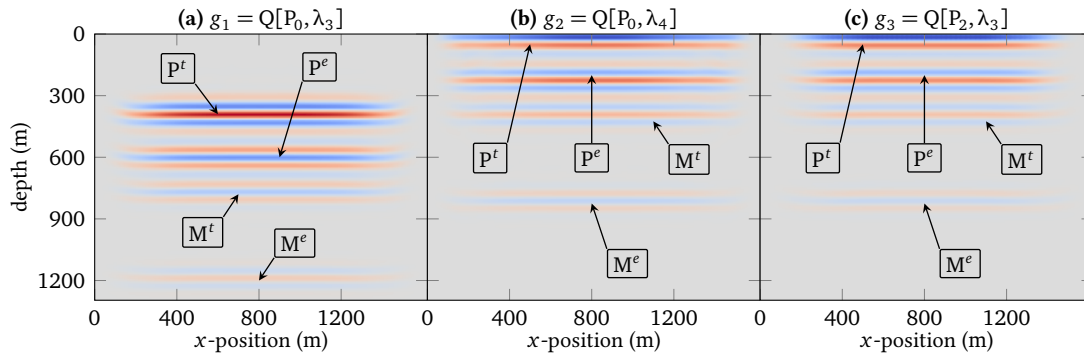 (a) g₁ = Q[P₀, λ₃]
(b) g₂ = Q[P₀, λ₄]
(c) g₃ = Q[P₂, λ₃]
depth (m)
0
300
600
900
1200
Pᵗ
Pᵉ
Mᵗ
Mᵉ
Pᵗ
Pᵉ
Mᵗ
Mᵉ
Pᵗ
Pᵉ
Mᵗ
Mᵉ
0 400 800 1200
0 400 800 1200
0 400 800 1200
x-position (m)
x-position (m)
x-position (m)